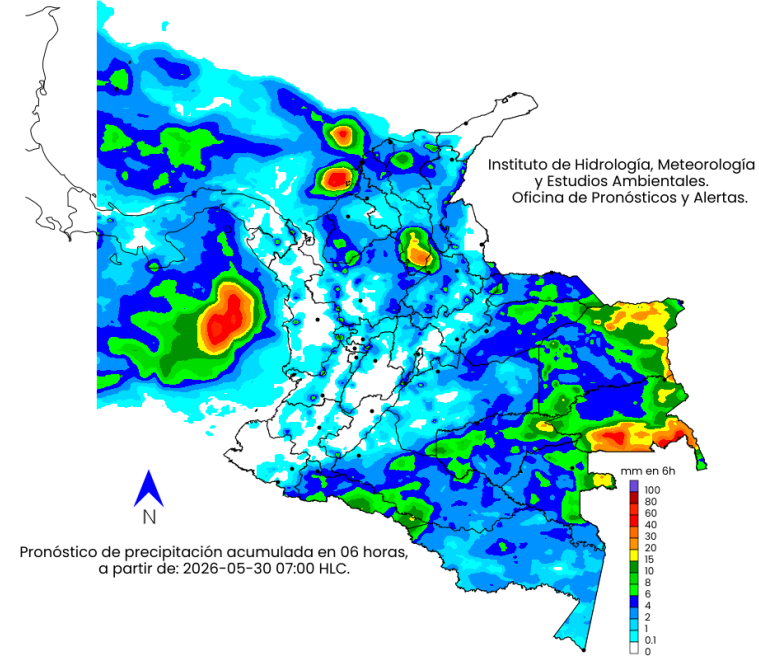 Instituto de Hidrología, Meteorología
y Estudios Ambientales.
Oficina de Pronósticos y Alertas.
mm en 6h
100
80
60
40
30
20
15
10
8
6
4
2
1
0.1
0
N
Pronóstico de precipitación acumulada en 06 horas,
a partir de: 2026-05-30 07:00 HLC.